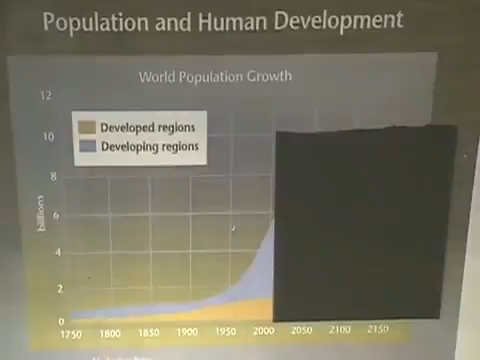 Population and Human Development
World Population Growth
12
Developed regions
Developing regions
10
8
6
4
2
0
billions
1750 1800 1850 1900 1950 2000 2050 2100 2150